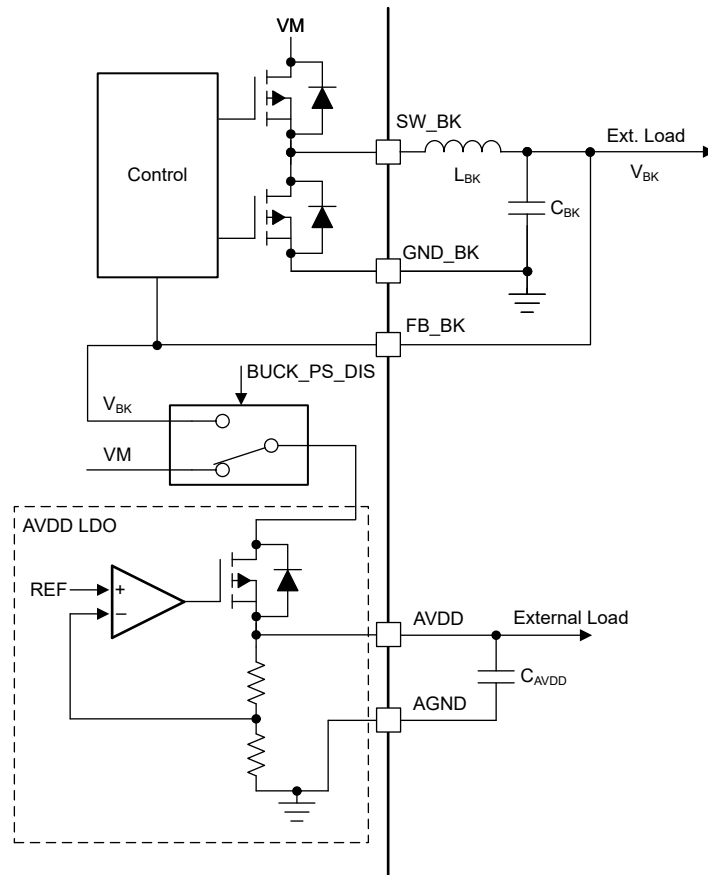 VM
SW_BK
Ext. Load
Control
L_BK
V_BK
C_BK
GND_BK
FB_BK
BUCK_PS_DIS
V_BK
VM
AVDD LDO
REF
+
−
AVDD
External Load
C_AVDD
AGND